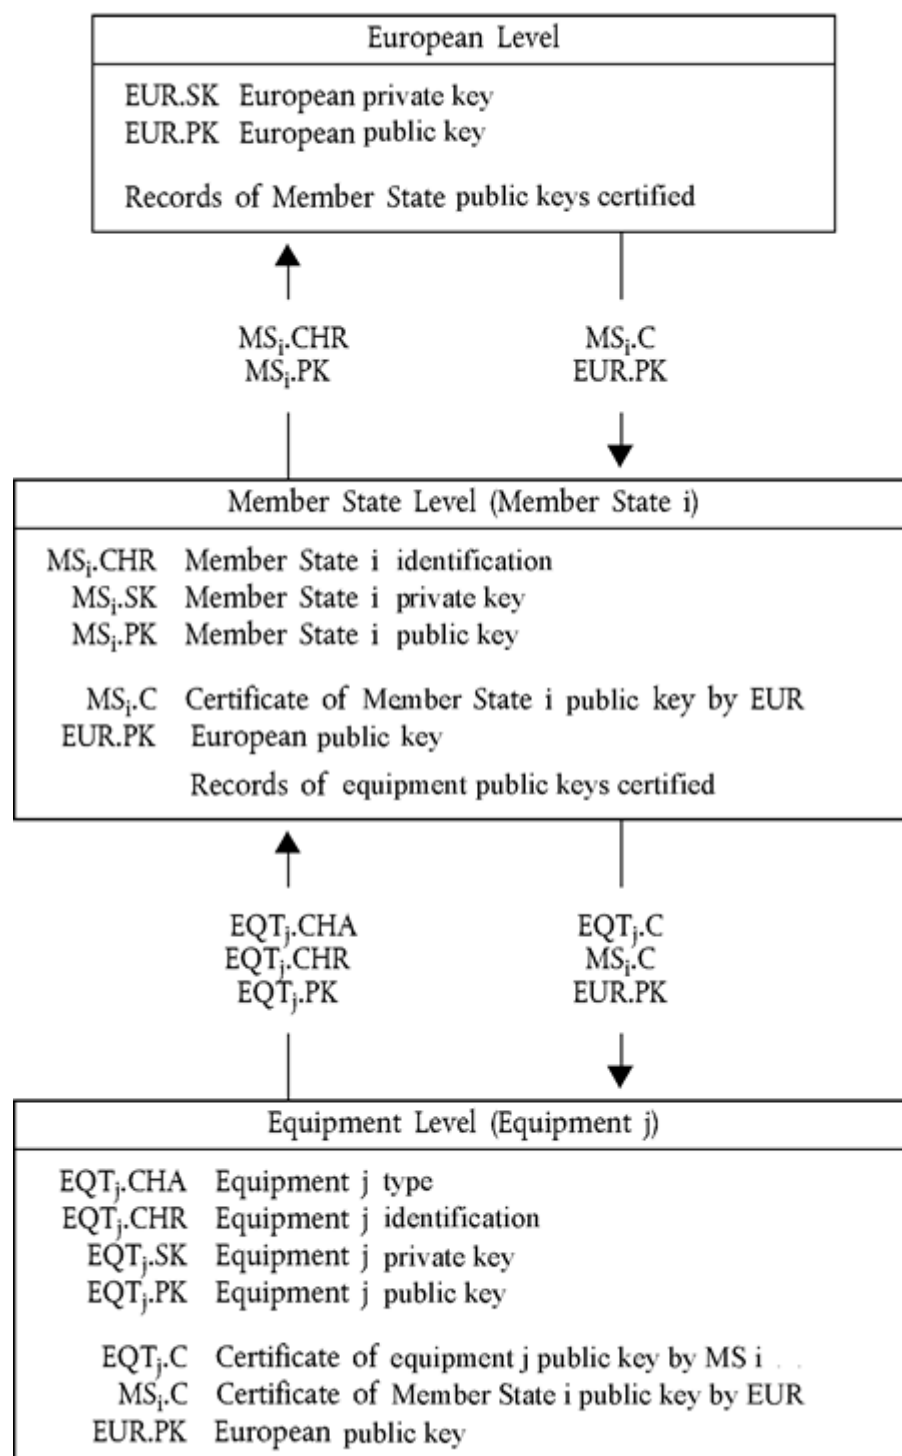 European Level
EUR.SK European private key
EUR.PK European public key
Records of Member State public keys certified
MSi.CHR
MSi.PK
MSi.C
EUR.PK
Member State Level (Member State i)
MSi.CHR Member State i identification
MSi.SK Member State i private key
MSi.PK Member State i public key
MSi.C Certificate of Member State i public key by EUR
EUR.PK European public key
Records of equipment public keys certified
EQTj.CHA
EQTj.CHR
EQTj.PK
EQTj.C
MSi.C
EUR.PK
Equipment Level (Equipment j)
EQTj.CHA Equipment j type
EQTj.CHR Equipment j identification
EQTj.SK Equipment j private key
EQTj.PK Equipment j public key
EQTj.C Certificate of equipment j public key by MS i
MSi.C Certificate of Member State i public key by EUR
EUR.PK European public key